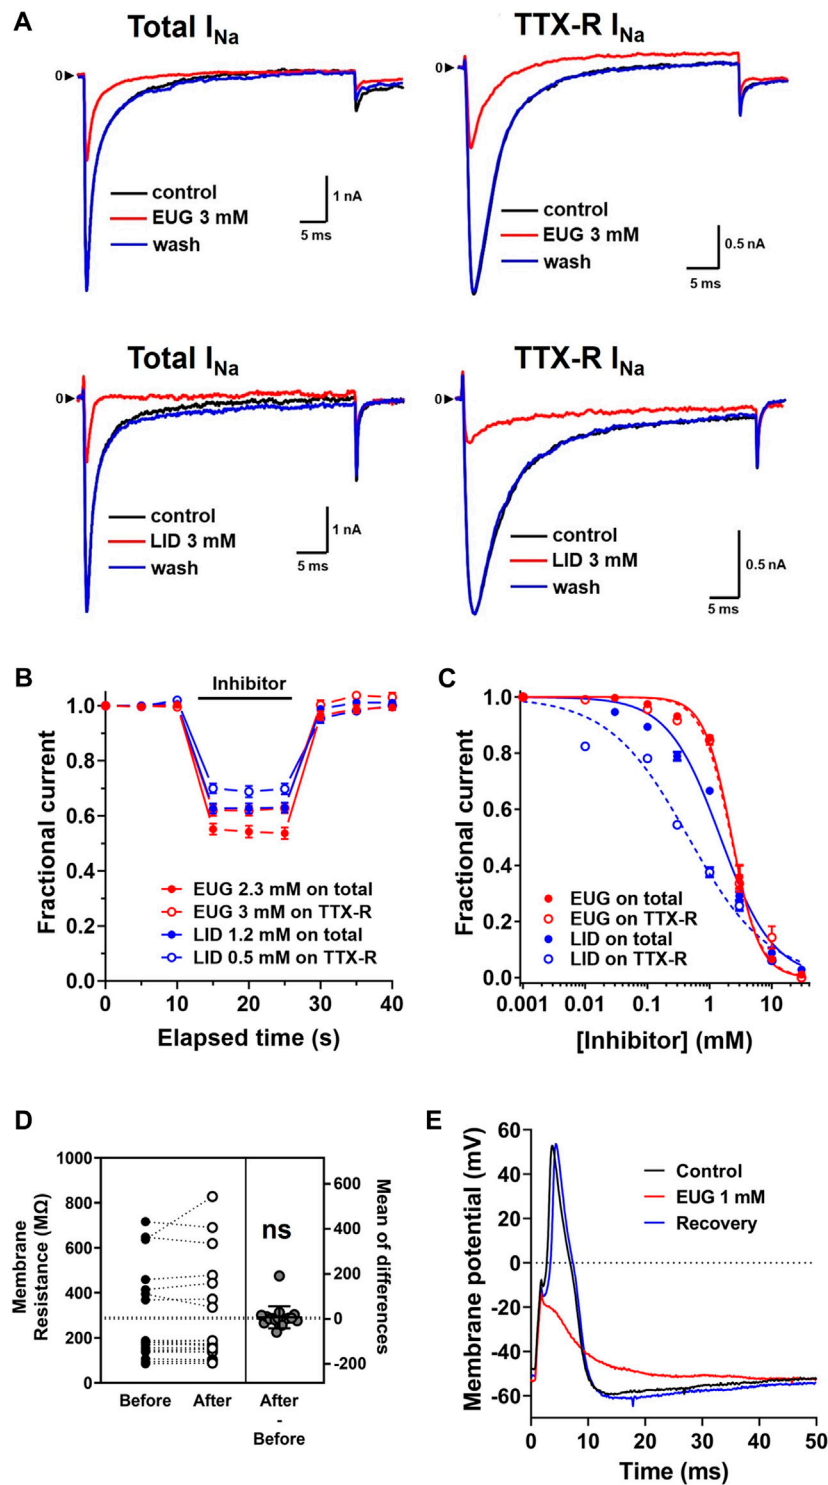 A
Total INa
TTX-R INa
0
control
EUG 3 mM
wash
1 nA
5 ms
0
control
EUG 3 mM
wash
0.5 nA
5 ms
Total INa
TTX-R INa
0
control
LID 3 mM
wash
1 nA
5 ms
0
control
LID 3 mM
wash
0.5 nA
5 ms
B
Inhibitor
1.0
0.8
0.6
0.4
0.2
0.0
Fractional current
EUG 2.3 mM on total
EUG 3 mM on TTX-R
LID 1.2 mM on total
LID 0.5 mM on TTX-R
0 10 20 30 40
Elapsed time (s)
C
1.0
0.8
0.6
0.4
0.2
0.0
Fractional current
EUG on total
EUG on TTX-R
LID on total
LID on TTX-R
0.001 0.01 0.1 1 10
[Inhibitor] (mM)
D
1000
800
600
400
200
0
Membrane
Resistance (MΩ)
ns
600
400
200
0
-200
Mean of differences
Before After After
-
Before
E
60
40
20
0
-20
-40
-60
Membrane potential (mV)
Control
EUG 1 mM
Recovery
0 10 20 30 40 50
Time (ms)